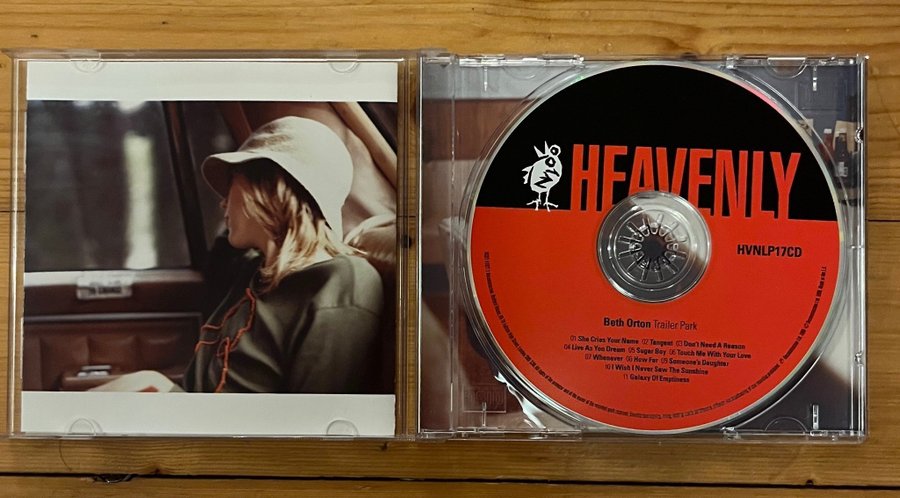 HEAVENLY
HVNLP17CD
Beth Orton Trailer Park
01 She Cries Your Name 02 Tangent 03 Don't Need A Reason
04 Live As You Dream 05 Sugar Boy 06 Touch Me With Your Love
07 Whenever 08 How Far 09 Someone's Daughter
10 I Wish I Never Saw The Sunshine
11 Galaxy Of Emptiness